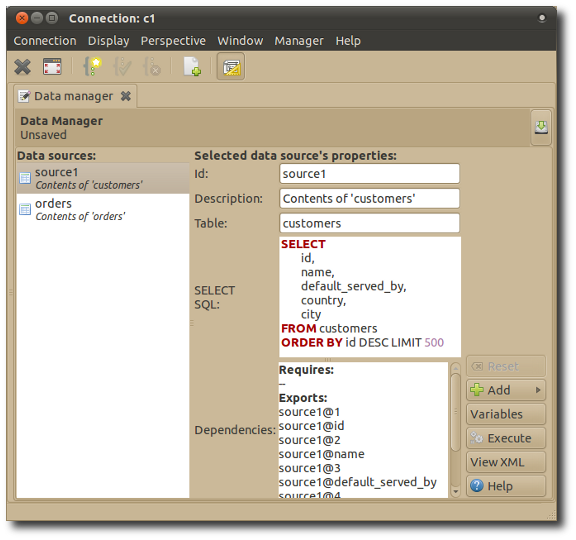 Connection: c1
Connection Display Perspective Window Manager Help
Data manager
Data Manager
Unsaved
Data sources:
source1
Contents of 'customers'
orders
Contents of 'orders'
Selected data source's properties:
Id: source1
Description: Contents of 'customers'
Table: customers
SELECT SQL:
SELECT
id,
name,
default_served_by,
country,
city
FROM customers
ORDER BY id DESC LIMIT 500
Dependencies:
Requires:
--
Exports:
source1@1
source1@id
source1@2
source1@name
source1@3
source1@default_served_by
source1@4
Reset
Add
Variables
Execute
View XML
Help